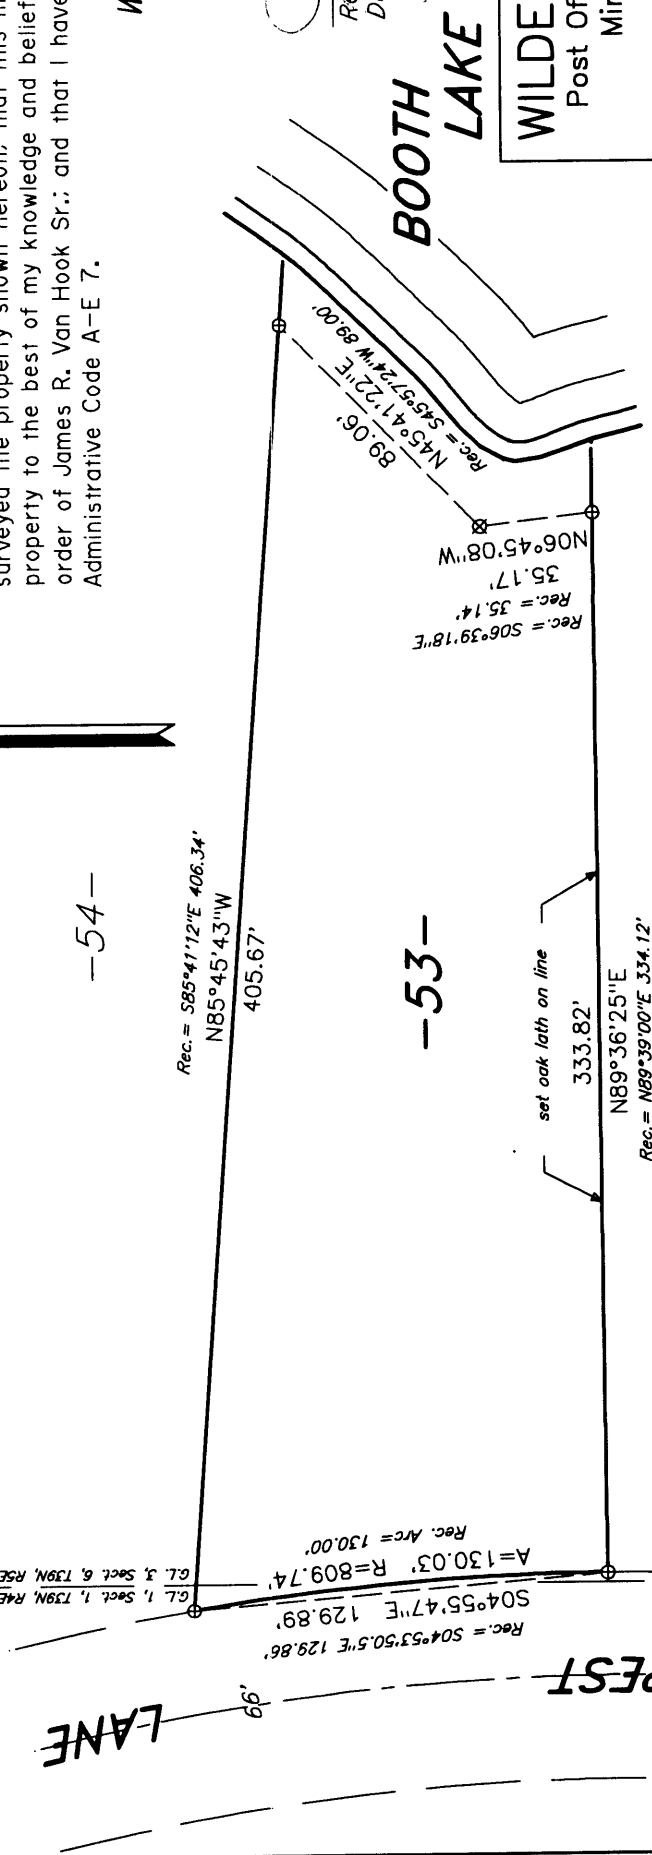 surveyed the property shown hereon; that this m
property to the best of my knowledge and belief
order of James R. Van Hook Sr.; and that I have
Administrative Code A-E 7.
BOOTH
LAKE
WILDE
Post Of
Min
-54-
Rec.= S85°41'12"E 406.34'
N85°45'43"W
405.67'
89.06'
N45°41'22"E
Rec.= S45°57'24"W 89.00'
N06°45'08"W
35.17'
Rec.= 35.14'
Rec.= S06°39'18"E
-53-
set oak lath on line
333.82'
N89°36'25"E
Rec.= N89°39'00"E 334.12'
G.L. 3, Sect. 6, T39N, R5E
G.L. 1, Sect. 1, T39N, R4E
Rec. Arc= 130.00'
A=130.03' R=809.74'
S04°55'47"E 129.89'
Rec.= S04°53'50.5"E 129.86'
66'
LANE
PEST